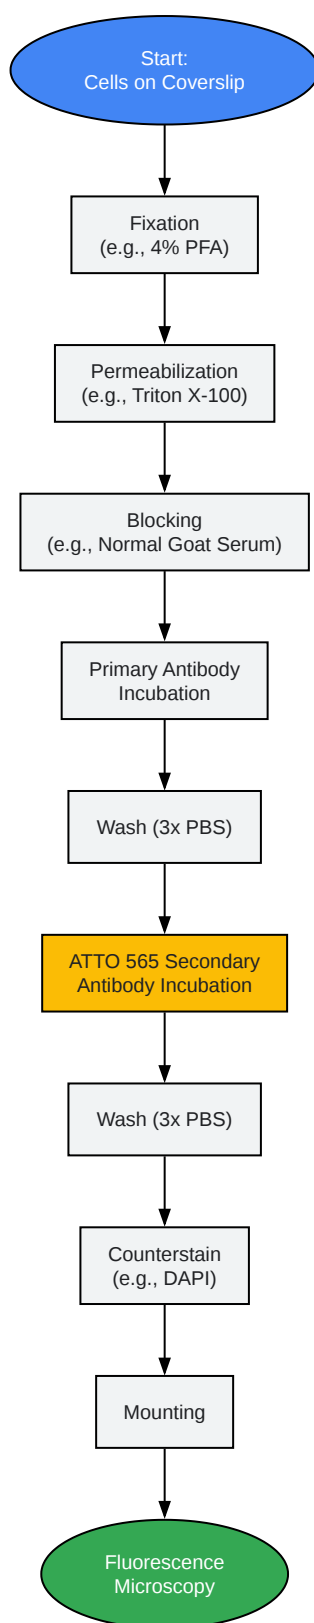 Start:
Cells on Coverslip
Fixation
(e.g., 4% PFA)
Permeabilization
(e.g., Triton X-100)
Blocking
(e.g., Normal Goat Serum)
Primary Antibody
Incubation
Wash (3x PBS)
ATTO 565 Secondary
Antibody Incubation
Wash (3x PBS)
Counterstain
(e.g., DAPI)
Mounting
Fluorescence
Microscopy